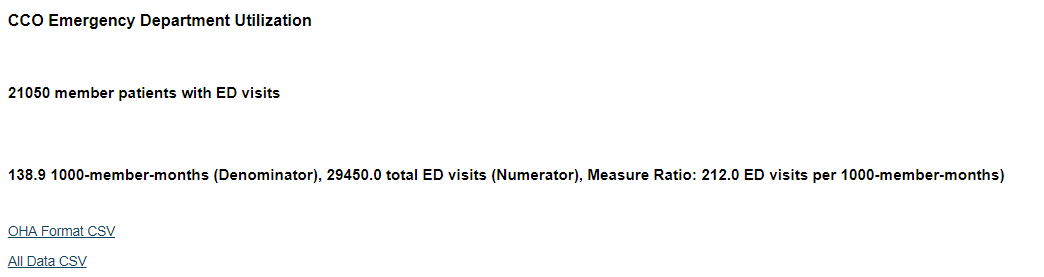 CCO Emergency Department Utilization
21050 member patients with ED visits
138.9 1000-member-months (Denominator), 29450.0 total ED visits (Numerator), Measure Ratio: 212.0 ED visits per 1000-member-months)
OHA Format CSV
All Data CSV